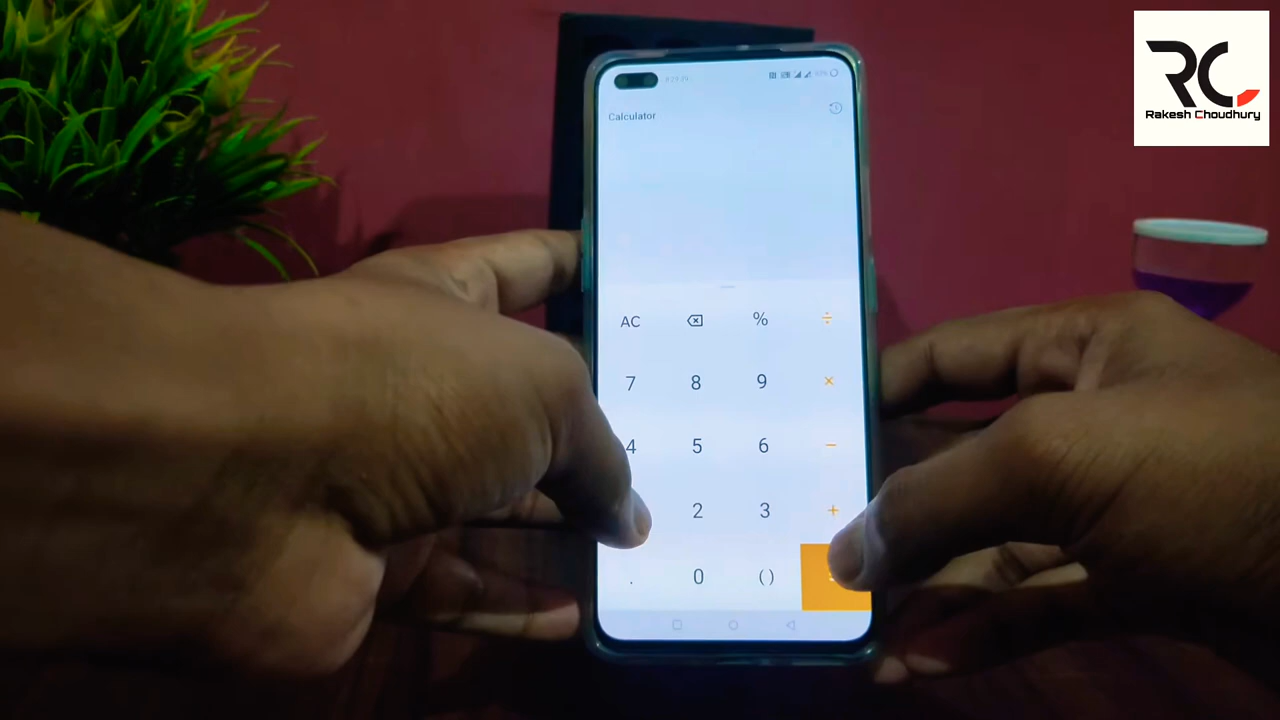 RC
Rakesh Choudhury
Calculator
AC % ÷
7 8 9 ×
4 5 6 −
2 3 +
. 0 ()